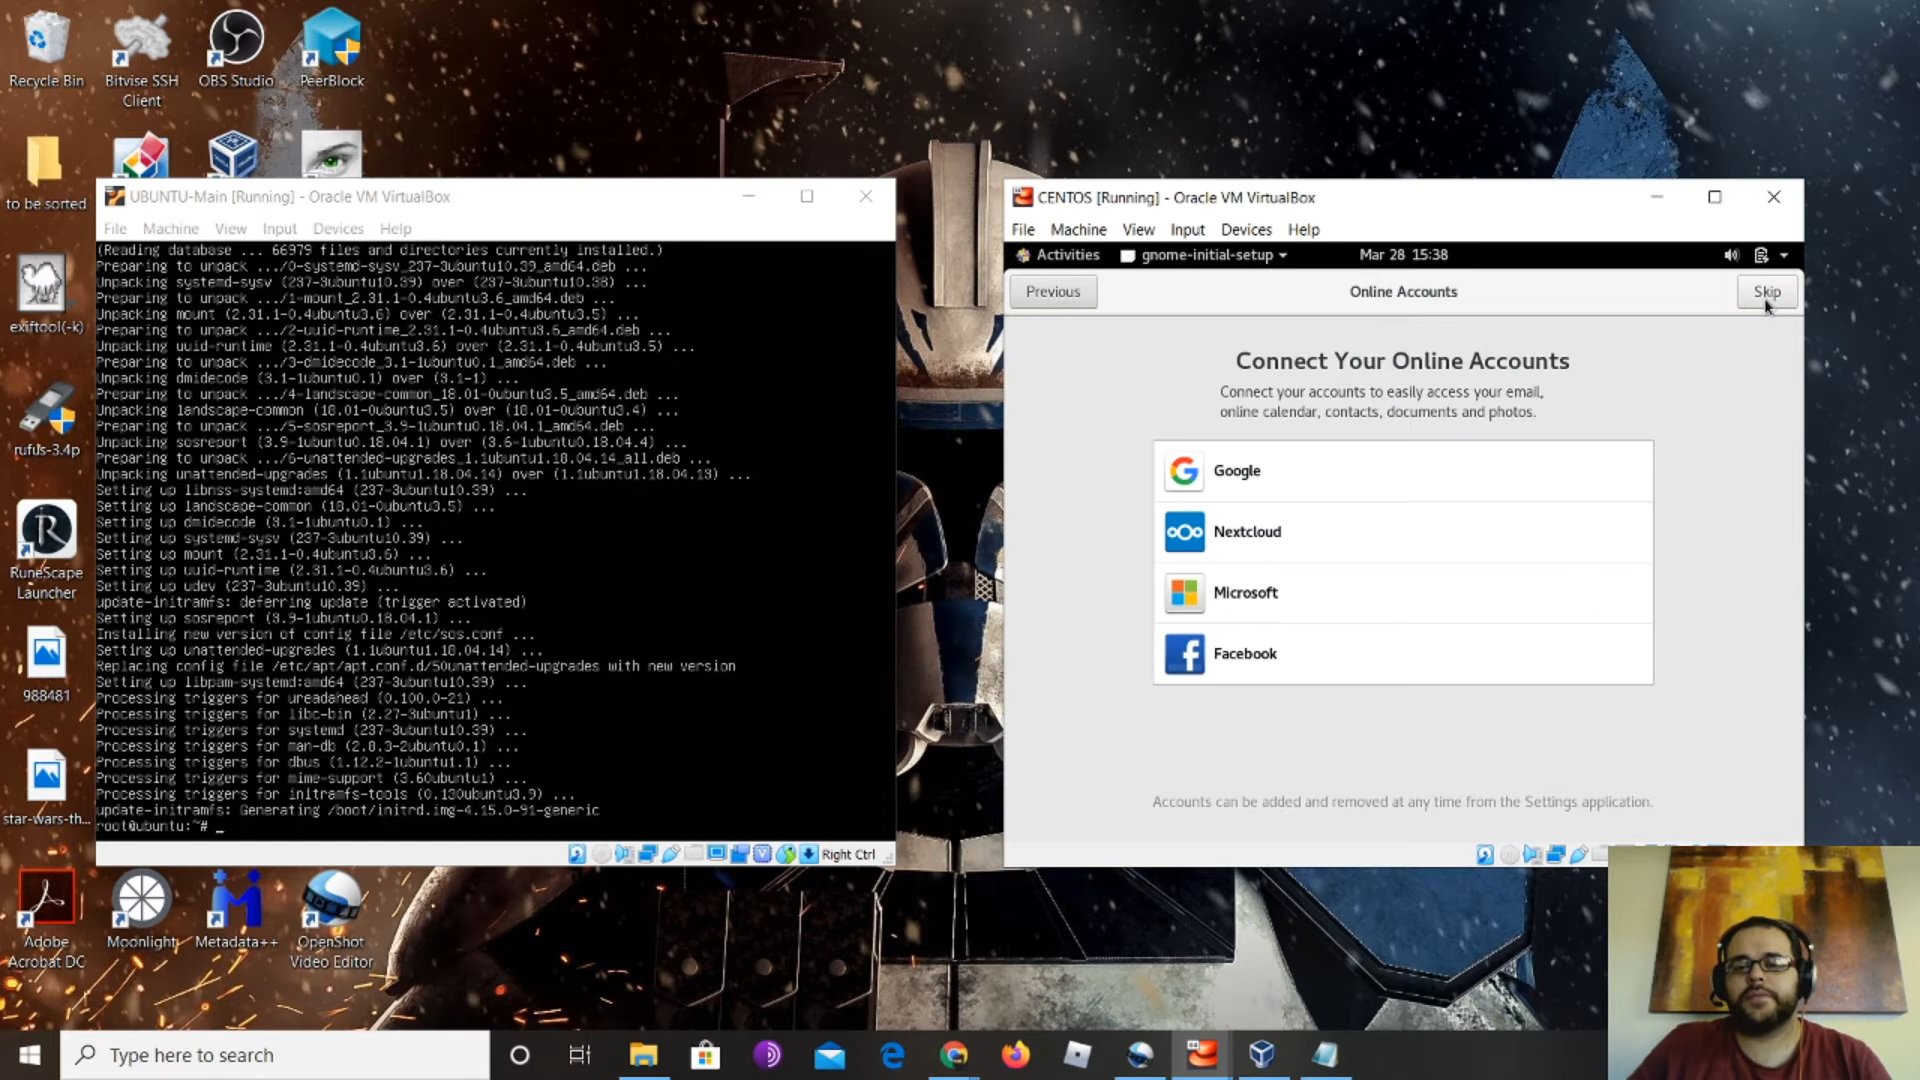 Recycle Bin
Bitvise SSH
Client
OBS Studio
PeerBlock
to be sorted
exiftool(-k)
rufus-3.4p
RuneScape
Launcher
988481
star-wars-th...
Adobe
Acrobat DC
Moonlight
Metadata++
OpenShot
Video Editor
UBUNTU-Main [Running] - Oracle VM VirtualBox
File Machine View Input Devices Help
(Reading database ... 66979 files and directories currently installed.)
Preparing to unpack .../0-systemd-sysv_237-3ubuntu10.39_amd64.deb ...
Unpacking systemd-sysv (237-3ubuntu10.39) over (237-3ubuntu10.38) ...
Preparing to unpack .../1-mount_2.31.1-0.4ubuntu3.6_amd64.deb ...
Unpacking mount (2.31.1-0.4ubuntu3.6) over (2.31.1-0.4ubuntu3.5) ...
Preparing to unpack .../2-uuid-runtime_2.31.1-0.4ubuntu3.6_amd64.deb ...
Unpacking uuid-runtime (2.31.1-0.4ubuntu3.6) over (2.31.1-0.4ubuntu3.5) ...
Preparing to unpack .../3-dmidecode_3.1-1ubuntu0.1_amd64.deb ...
Unpacking dmidecode (3.1-1ubuntu0.1) over (3.1-1) ...
Preparing to unpack .../4-landscape-common_18.01-0ubuntu3.5_amd64.deb ...
Unpacking landscape-common (18.01-0ubuntu3.5) over (18.01-0ubuntu3.4) ...
Preparing to unpack .../5-sosreport_3.9-1ubuntu0.18.04.1_amd64.deb ...
Unpacking sosreport (3.9-1ubuntu0.18.04.1) over (3.6-1ubuntu0.18.04.4) ...
Preparing to unpack .../6-unattended-upgrades_1.1ubuntu1.18.04.14_all.deb ...
Unpacking unattended-upgrades (1.1ubuntu1.18.04.14) over (1.1ubuntu1.18.04.13) ...
Setting up libnss-systemd:amd64 (237-3ubuntu10.39) ...
Setting up landscape-common (18.01-0ubuntu3.5) ...
Setting up dmidecode (3.1-1ubuntu0.1) ...
Setting up systemd-sysv (237-3ubuntu10.39) ...
Setting up mount (2.31.1-0.4ubuntu3.6) ...
Setting up uuid-runtime (2.31.1-0.4ubuntu3.6) ...
Setting up udev (237-3ubuntu10.39) ...
update-initramfs: deferring update (trigger activated)
Setting up sosreport (3.9-1ubuntu0.18.04.1) ...
Installing new version of config file /etc/sos.conf ...
Setting up unattended-upgrades (1.1ubuntu1.18.04.14) ...
Replacing config file /etc/apt/apt.conf.d/50unattended-upgrades with new version
Setting up libpam-systemd:amd64 (237-3ubuntu10.39) ...
Processing triggers for ureadahead (0.100.0-21) ...
Processing triggers for libc-bin (2.27-3ubuntu1) ...
Processing triggers for systemd (237-3ubuntu10.39) ...
Processing triggers for man-db (2.8.3-2ubuntu0.1) ...
Processing triggers for dbus (1.12.2-1ubuntu1.1) ...
Processing triggers for mime-support (3.60ubuntu1) ...
Processing triggers for initramfs-tools (0.130ubuntu3.9) ...
update-initramfs: Generating /boot/initrd.img-4.15.0-91-generic
root@ubuntu:~# _
Right Ctrl
CENTOS [Running] - Oracle VM VirtualBox
File Machine View Input Devices Help
Activities gnome-initial-setup Mar 28 15:38
Previous Online Accounts Skip
Connect Your Online Accounts
Connect your accounts to easily access your email,
online calendar, contacts, documents and photos.
Google
Nextcloud
Microsoft
Facebook
Accounts can be added and removed at any time from the Settings application.
Type here to search